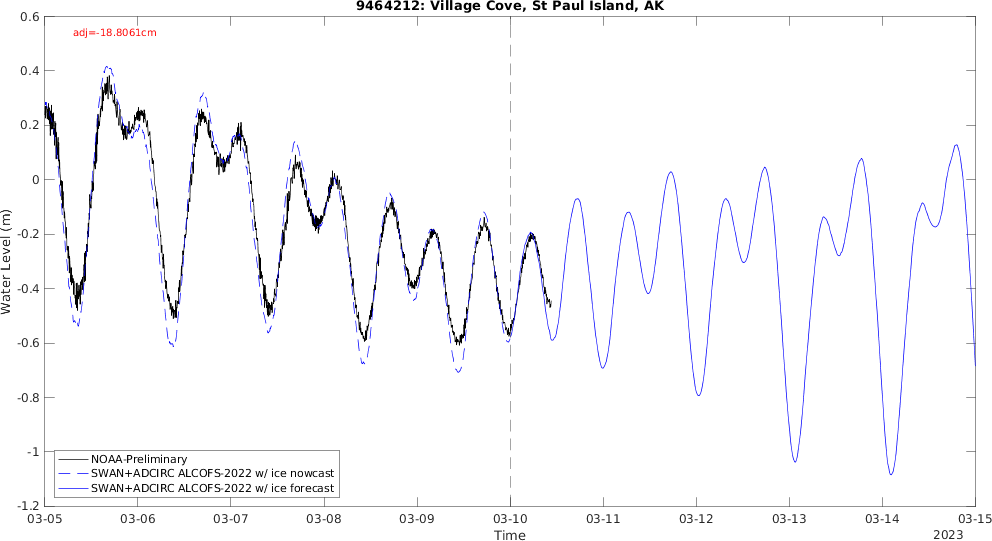 9464212: Village Cove, St Paul Island, AK
adj=-18.8061cm
0.6
0.4
0.2
0
-0.2
-0.4
-0.6
-0.8
-1
-1.2
Water Level (m)
NOAA-Preliminary
SWAN+ADCIRC ALCOFS-2022 w/ ice nowcast
SWAN+ADCIRC ALCOFS-2022 w/ ice forecast
03-05 03-06 03-07 03-08 03-09 03-10 03-11 03-12 03-13 03-14 03-15
Time
2023